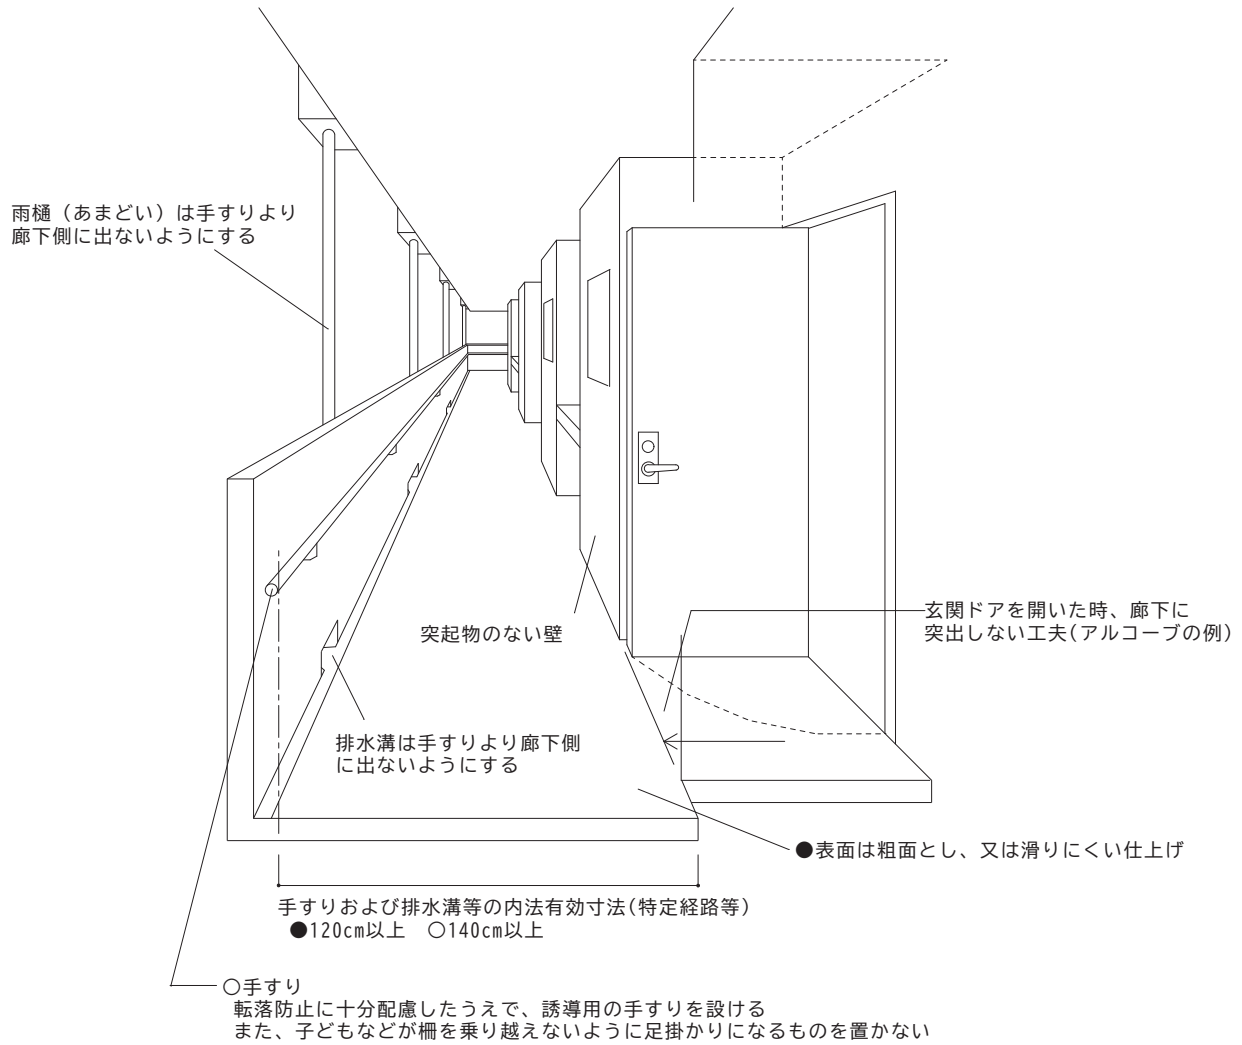 雨樋（あまどい）は手すりより
廊下側に出ないようにする
突起物のない壁
玄関ドアを開いた時、廊下に
突出しない工夫(アルコーブの例)
排水溝は手すりより廊下側
に出ないようにする
●表面は粗面とし、又は滑りにくい仕上げ
手すりおよび排水溝等の内法有効寸法(特定経路等)
●120cm以上　○140cm以上
○手すり
転落防止に十分配慮したうえで、誘導用の手すりを設ける
また、子どもなどが柵を乗り越えないように足掛かりになるものを置かない